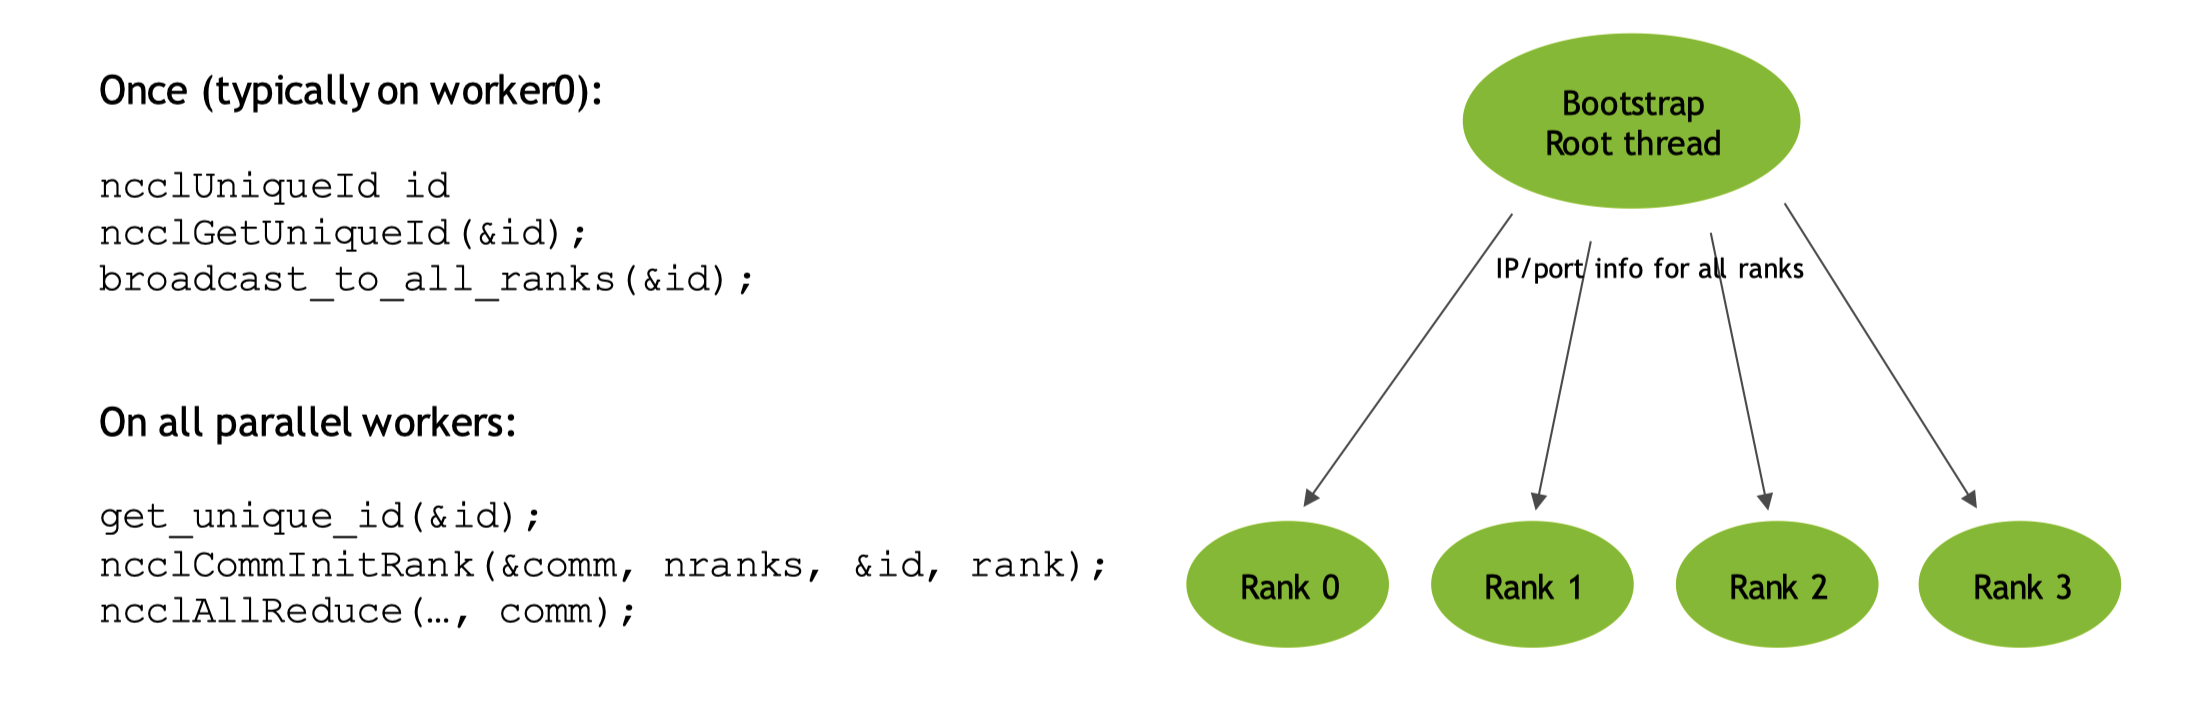 Once (typically on worker0):
ncclUniqueId id
ncclGetUniqueId(&id);
broadcast_to_all_ranks(&id);
On all parallel workers:
get_unique_id(&id);
ncclCommInitRank(&comm, nranks, &id, rank);
ncclAllReduce(…, comm);
Bootstrap
Root thread
IP/port info for all ranks
Rank 0
Rank 1
Rank 2
Rank 3